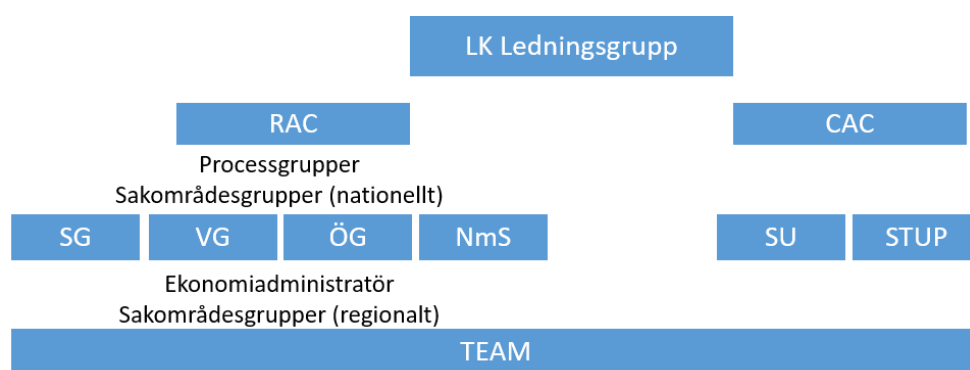 LK Ledningsgrupp
RAC
CAC
Processgrupper
Sakområdesgrupper (nationellt)
SG
VG
ÖG
NmS
SU
STUP
Ekonomiadministratör
Sakområdesgrupper (regionalt)
TEAM